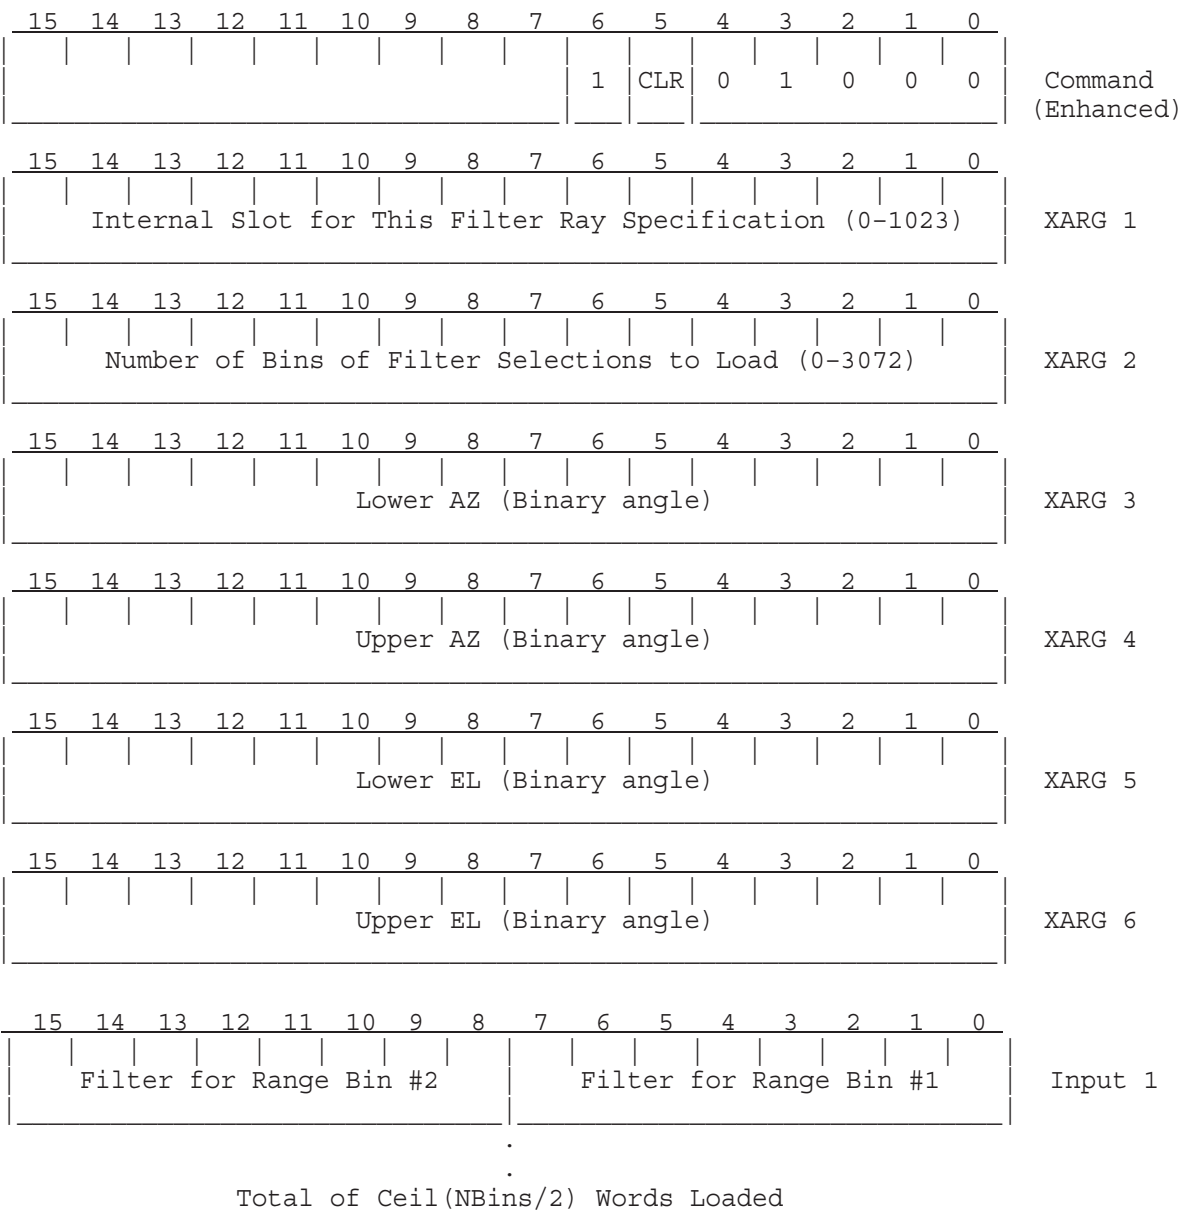 15 14 13 12 11 10 9 8 7 6 5 4 3 2 1 0
1 CLR 0 1 0 0 0 Command
(Enhanced)
15 14 13 12 11 10 9 8 7 6 5 4 3 2 1 0
Internal Slot for This Filter Ray Specification (0-1023) XARG 1
15 14 13 12 11 10 9 8 7 6 5 4 3 2 1 0
Number of Bins of Filter Selections to Load (0-3072) XARG 2
15 14 13 12 11 10 9 8 7 6 5 4 3 2 1 0
Lower AZ (Binary angle) XARG 3
15 14 13 12 11 10 9 8 7 6 5 4 3 2 1 0
Upper AZ (Binary angle) XARG 4
15 14 13 12 11 10 9 8 7 6 5 4 3 2 1 0
Lower EL (Binary angle) XARG 5
15 14 13 12 11 10 9 8 7 6 5 4 3 2 1 0
Upper EL (Binary angle) XARG 6
15 14 13 12 11 10 9 8 7 6 5 4 3 2 1 0
Filter for Range Bin #2 Filter for Range Bin #1 Input 1
.
.
Total of Ceil(NBins/2) Words Loaded